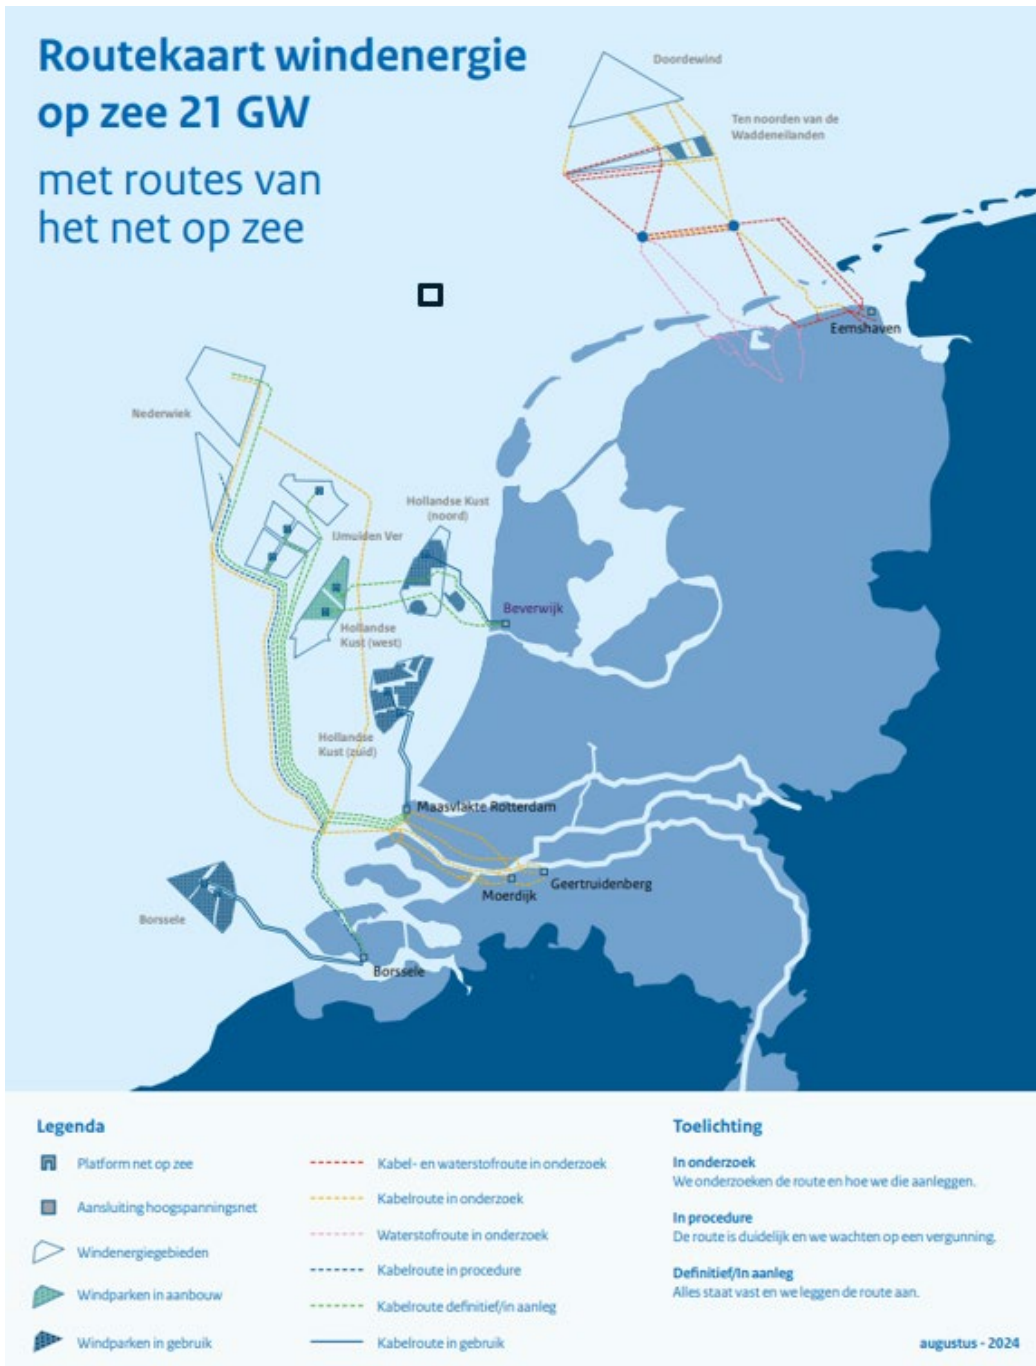 Routekaart windenergie
op zee 21 GW
met routes van
het net op zee
Doordewind
Ten noorden van de
Waddeneilanden
Eemshaven
Nederwiek
Hollandse Kust
(noord)
IJmuiden Ver
Beverwijk
Hollandse
Kust (west)
Hollandse
Kust (zuid)
Maasvlakte Rotterdam
Geertruidenberg
Moerdijk
Borssele
Borssele
Legenda
Platform net op zee
Aansluiting hoogspanningsnet
Windenergiegebieden
Windparken in aanbouw
Windparken in gebruik
Kabel- en waterstofroute in onderzoek
Kabelroute in onderzoek
Waterstofroute in onderzoek
Kabelroute in procedure
Kabelroute definitief/in aanleg
Kabelroute in gebruik
Toelichting
In onderzoek
We onderzoeken de route en hoe we die aanleggen.
In procedure
De route is duidelijk en we wachten op een vergunning.
Definitief/In aanleg
Alles staat vast en we leggen de route aan.
augustus - 2024